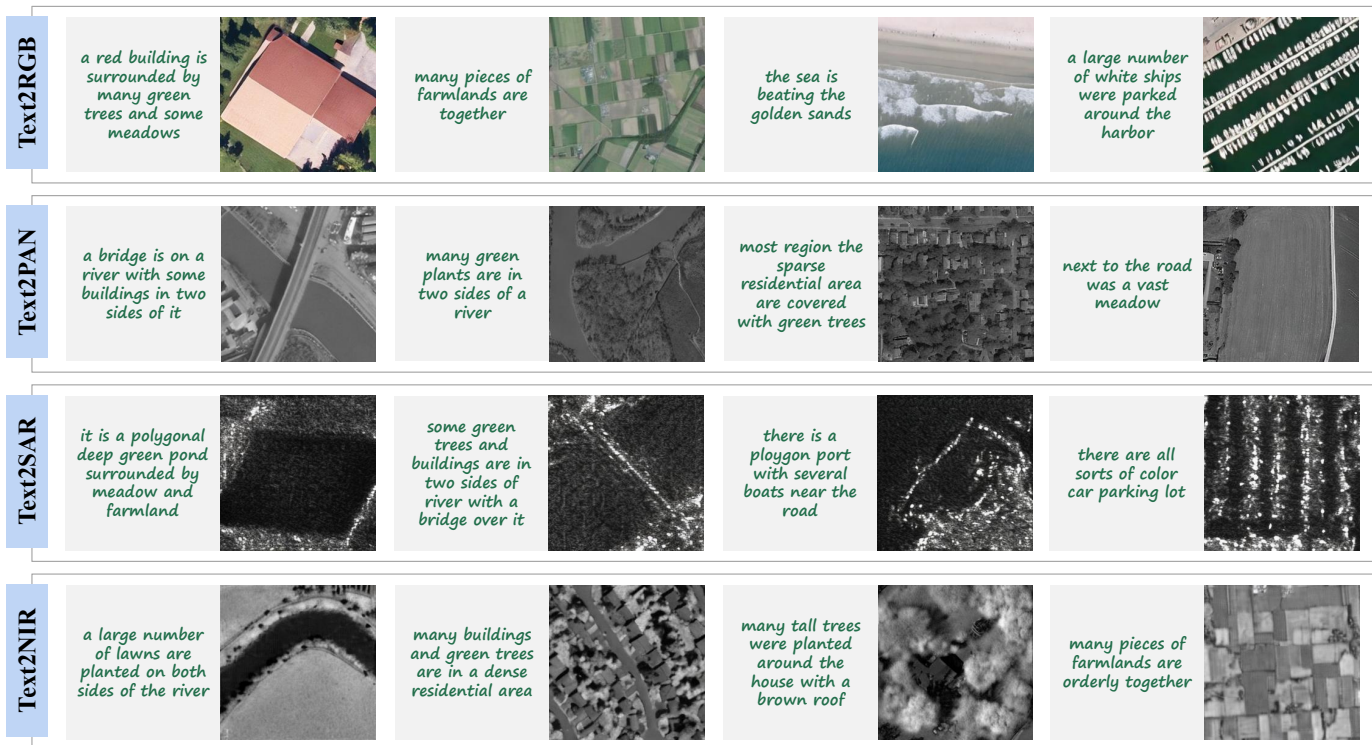 Text2RGB
a red building is
surrounded by
many green
trees and some
meadows
many pieces of
farmlands are
together
the sea is
beating the
golden sands
a large number
of white ships
were parked
around the
harbor
Text2PAN
a bridge is on a
river with some
buildings in two
sides of it
many green
plants are in
two sides of a
river
most region the
sparse
residential area
are covered
with green trees
next to the road
was a vast
meadow
Text2SAR
it is a polygonal
deep green pond
surrounded by
meadow and
farmland
some green
trees and
buildings are in
two sides of
river with a
bridge over it
there is a
ploygon port
with several
boats near the
road
there are all
sorts of color
car parking lot
Text2NIR
a large number
of lawns are
planted on both
sides of the river
many buildings
and green trees
are in a dense
residential area
many tall trees
were planted
around the
house with a
brown roof
many pieces of
farmlands are
orderly together